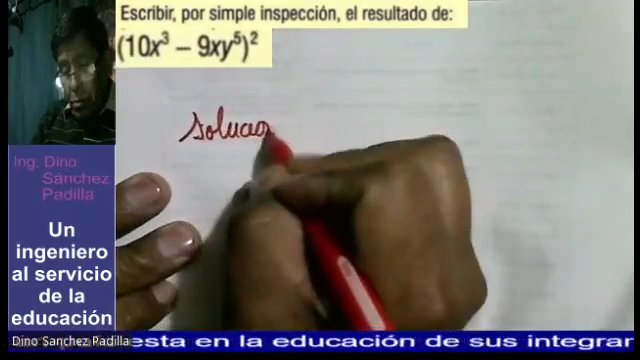 Escribir, por simple inspección, el resultado de:
(10x³ – 9xy⁵)²
solucio
Ing. Dino
Sánchez
Padilla
Un
ingeniero
al servicio
de la
educación
Dino Sanchez Padilla
esta en la educación de sus integran